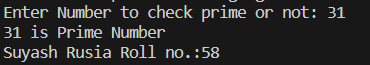 Enter Number to check prime or not: 31
31 is Prime Number
Suyash Rusia Roll no.:58